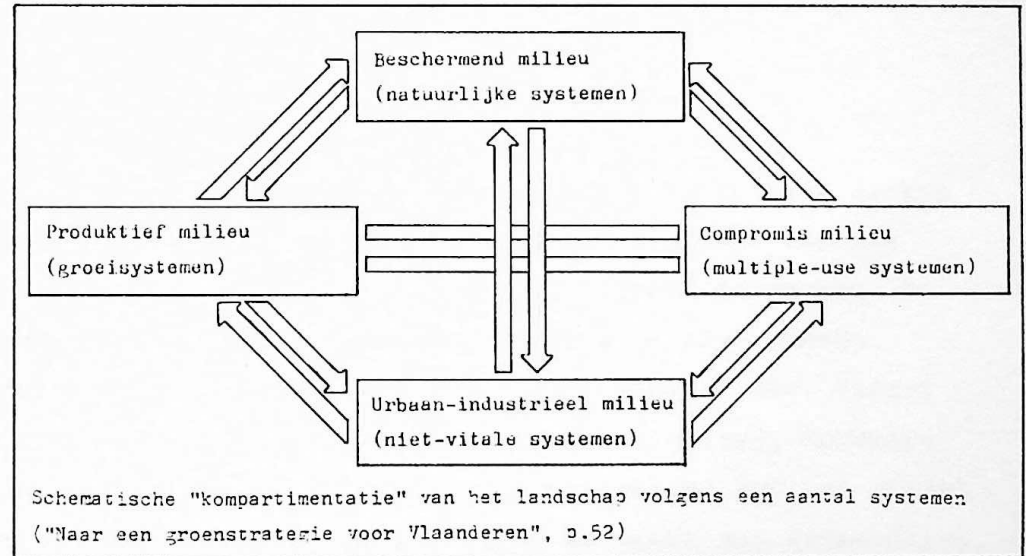 Beschermend milieu
(natuurlijke systemen)
Produktief milieu
(groeisystemen)
Compromis milieu
(multiple-use systemen)
Urbaan-industrieel milieu
(niet-vitale systemen)
Schematische "kompartimentatie" van het landschap volgens een aantal systemen
("Naar een groenstrategie voor Vlaanderen", p.52)